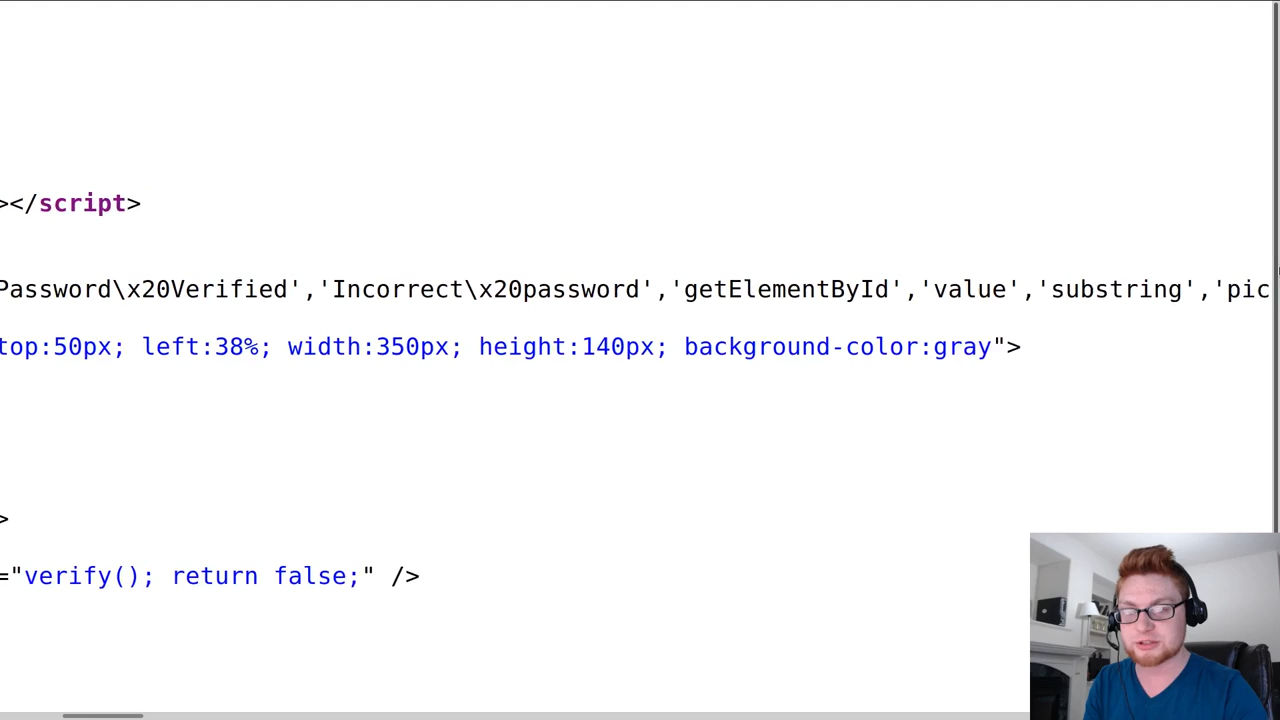 ></script>
Password\x20Verified','Incorrect\x20password','getElementById','value','substring','pic
top:50px; left:38%; width:350px; height:140px; background-color:gray">
>
="verify(); return false;" />